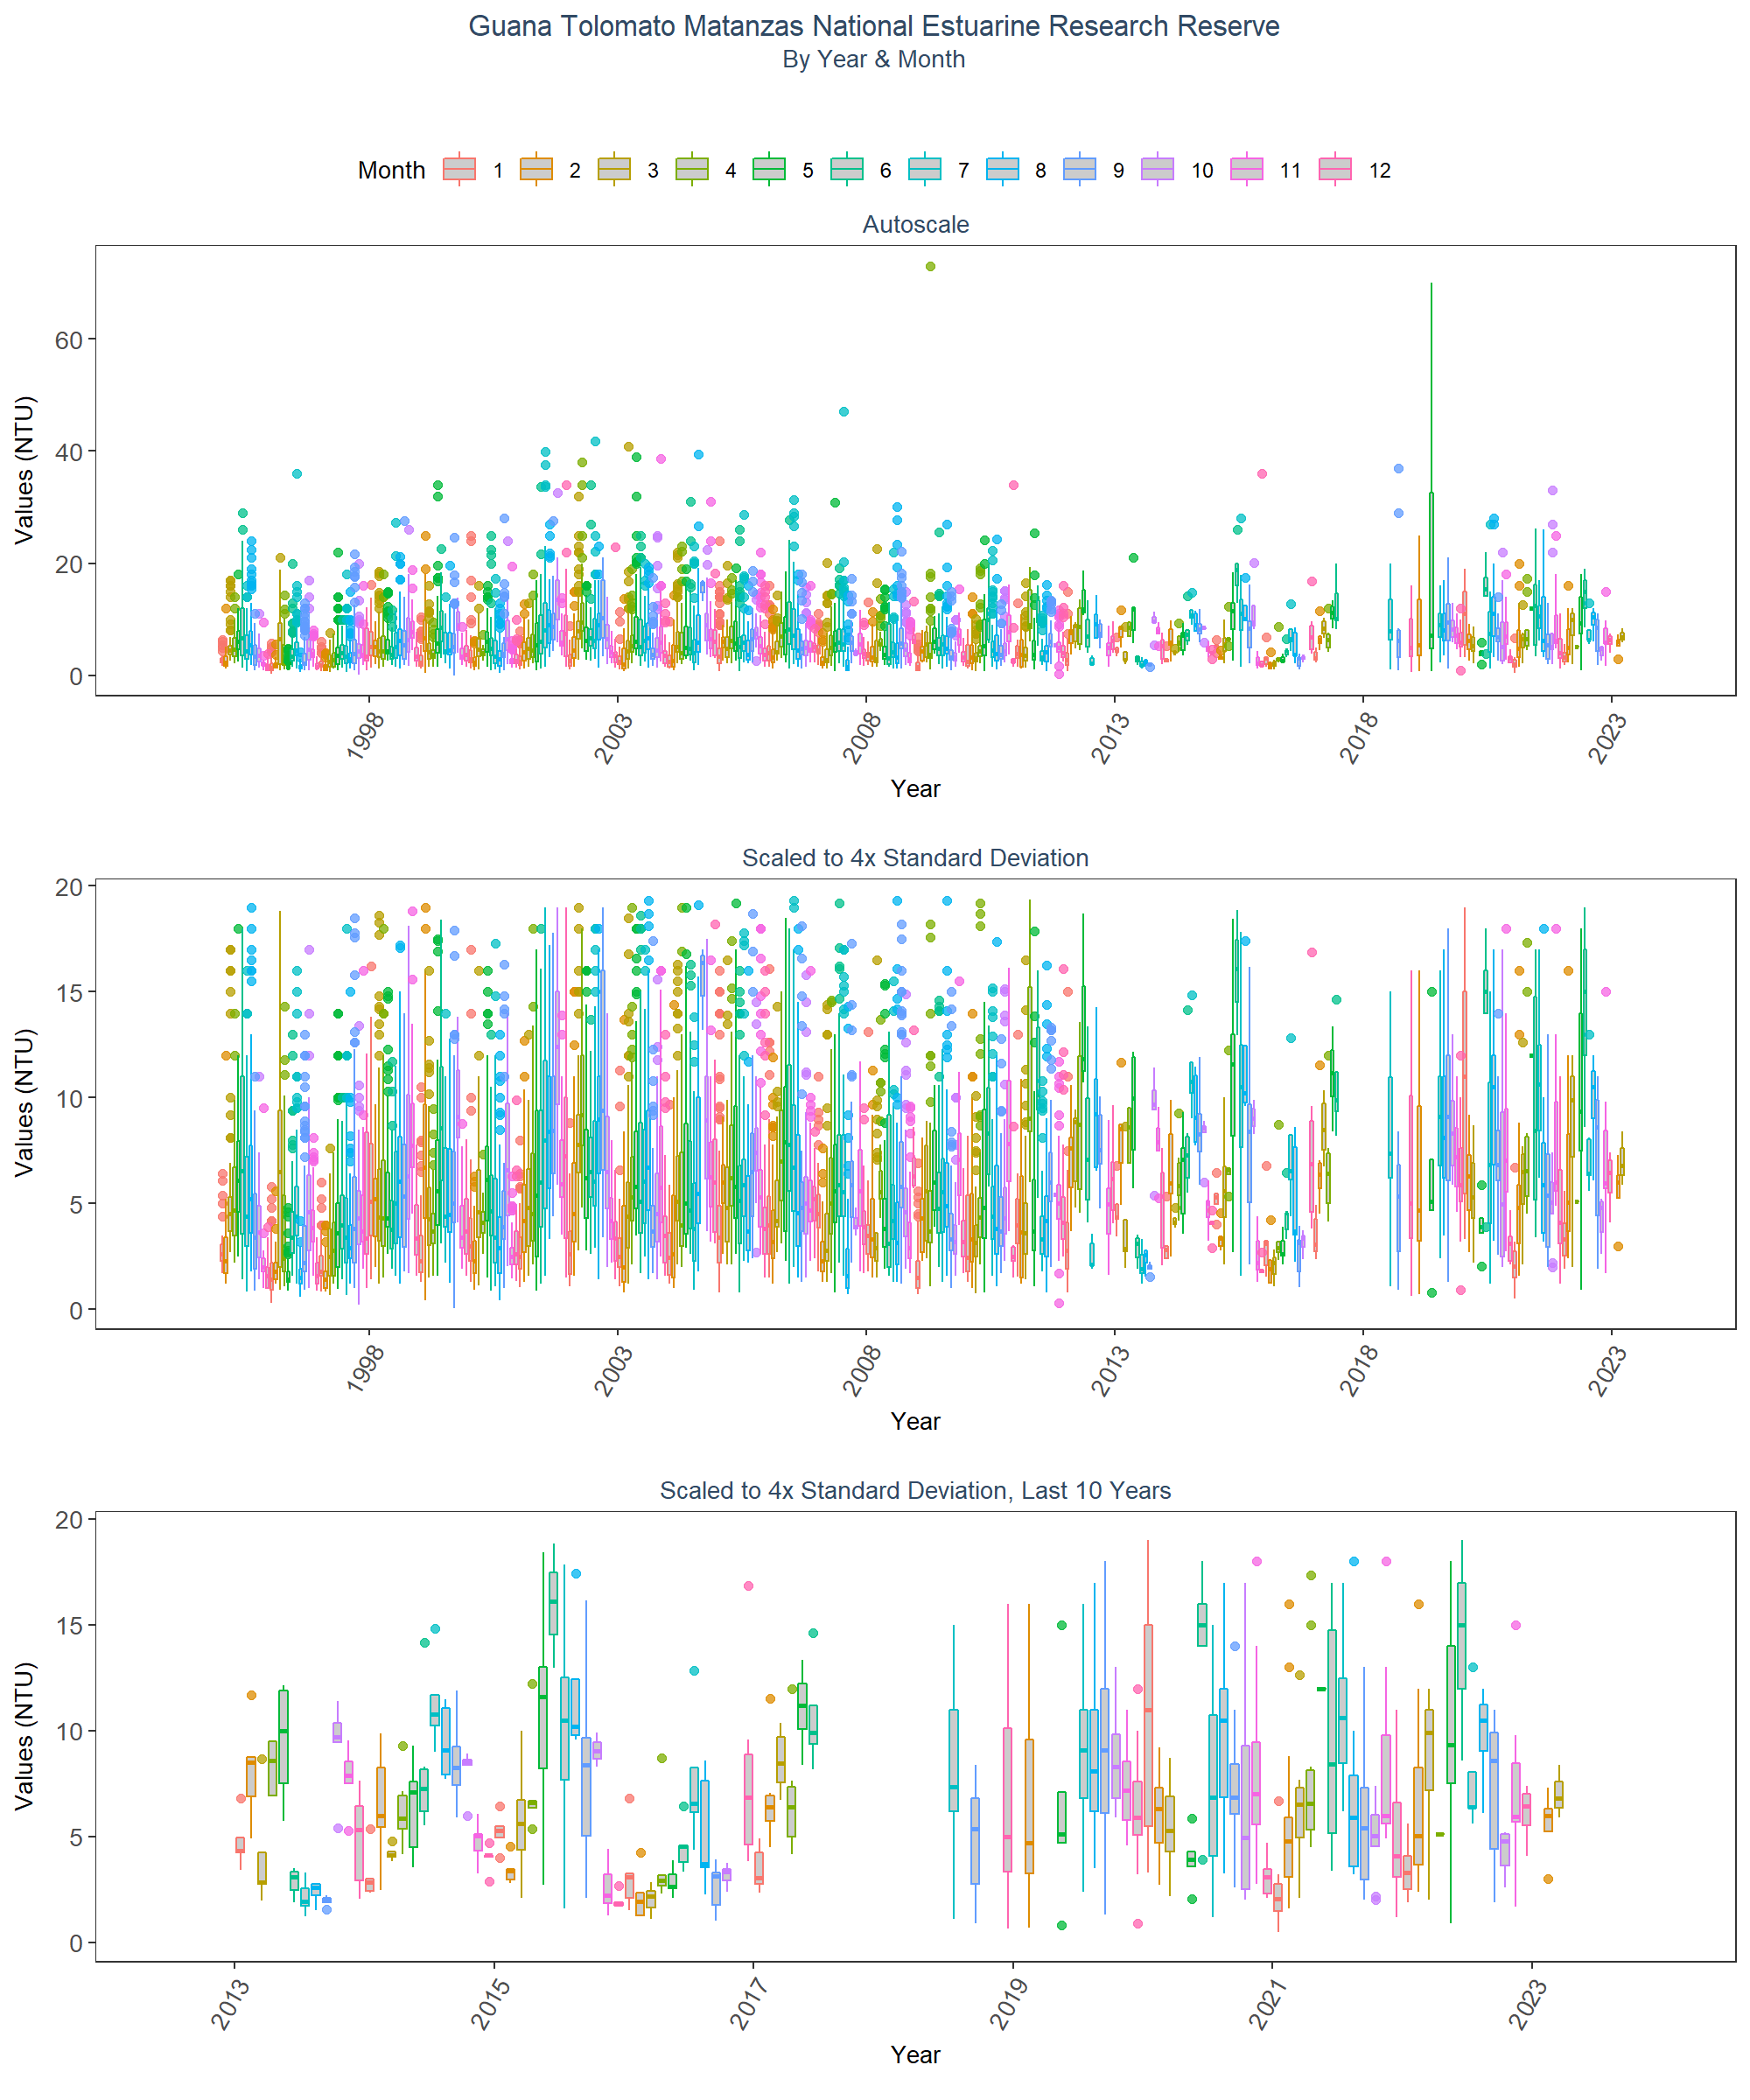 Guana Tolomato Matanzas National Estuarine Research Reserve
By Year & Month
Month 1 2 3 4 5 6 7 8 9 10 11 12
Autoscale
60
40
20
0
Values (NTU)
1998 2003 2008 2013 2018 2023
Year
Scaled to 4x Standard Deviation
20
15
10
5
0
Values (NTU)
1998 2003 2008 2013 2018 2023
Year
Scaled to 4x Standard Deviation, Last 10 Years
20
15
10
5
0
Values (NTU)
2013 2015 2017 2019 2021 2023
Year